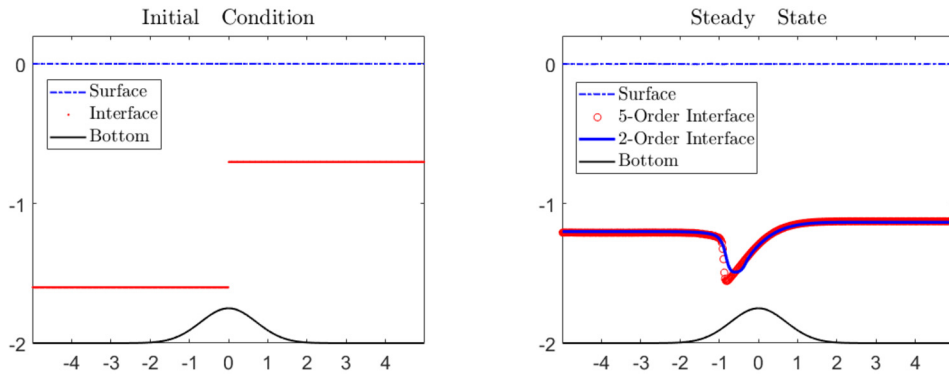 Initial Condition
0
-1
-2
Surface
Interface
Bottom
-4 -3 -2 -1 0 1 2 3 4
Steady State
0
-1
-2
Surface
5-Order Interface
2-Order Interface
Bottom
-4 -3 -2 -1 0 1 2 3 4